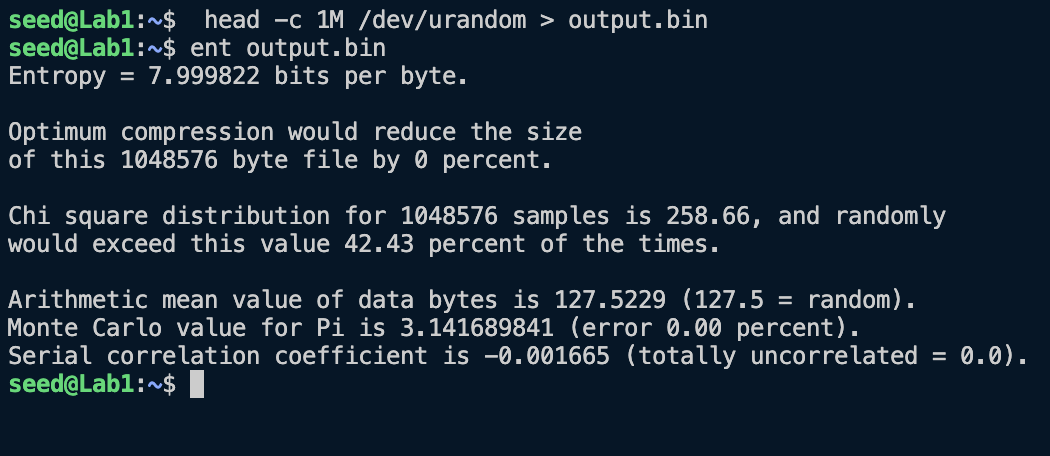 seed@Lab1:~$  head -c 1M /dev/urandom > output.bin
seed@Lab1:~$ ent output.bin
Entropy = 7.999822 bits per byte.

Optimum compression would reduce the size
of this 1048576 byte file by 0 percent.

Chi square distribution for 1048576 samples is 258.66, and randomly
would exceed this value 42.43 percent of the times.

Arithmetic mean value of data bytes is 127.5229 (127.5 = random).
Monte Carlo value for Pi is 3.141689841 (error 0.00 percent).
Serial correlation coefficient is -0.001665 (totally uncorrelated = 0.0).
seed@Lab1:~$